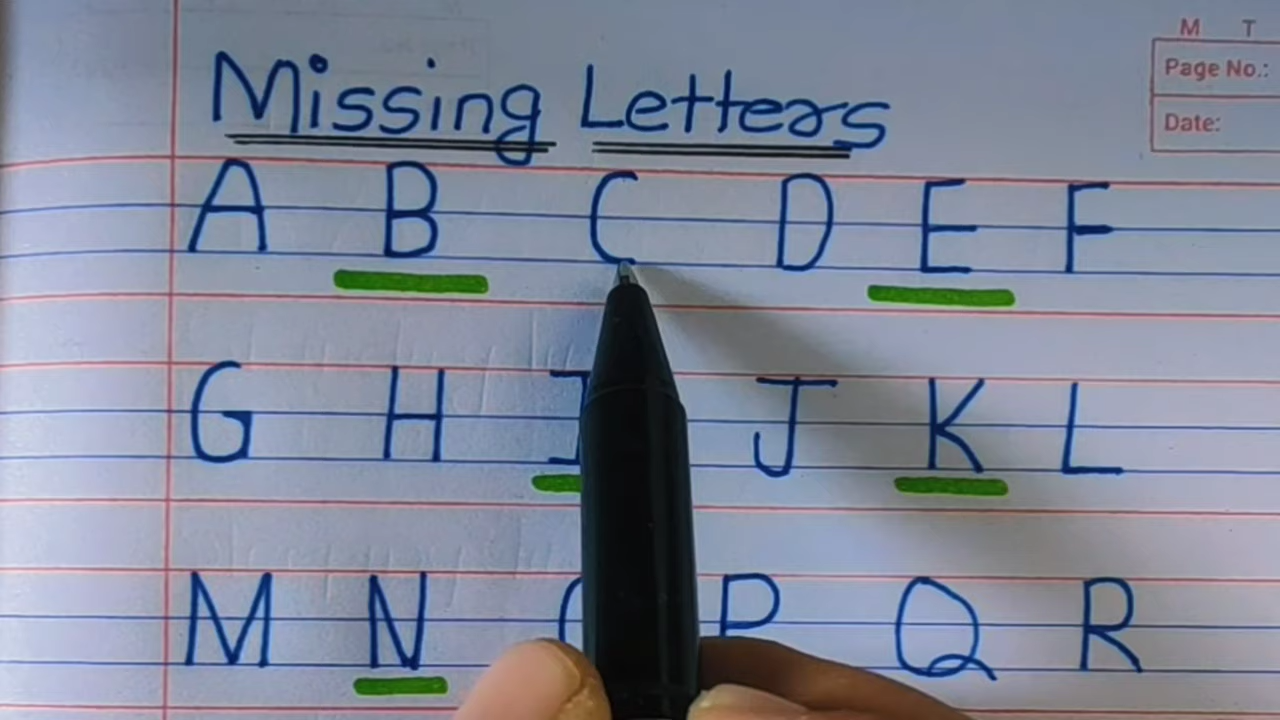 M T
Page No.:
Date:
Missing Letters
A B C D E F
G H I J K L
M N P Q R